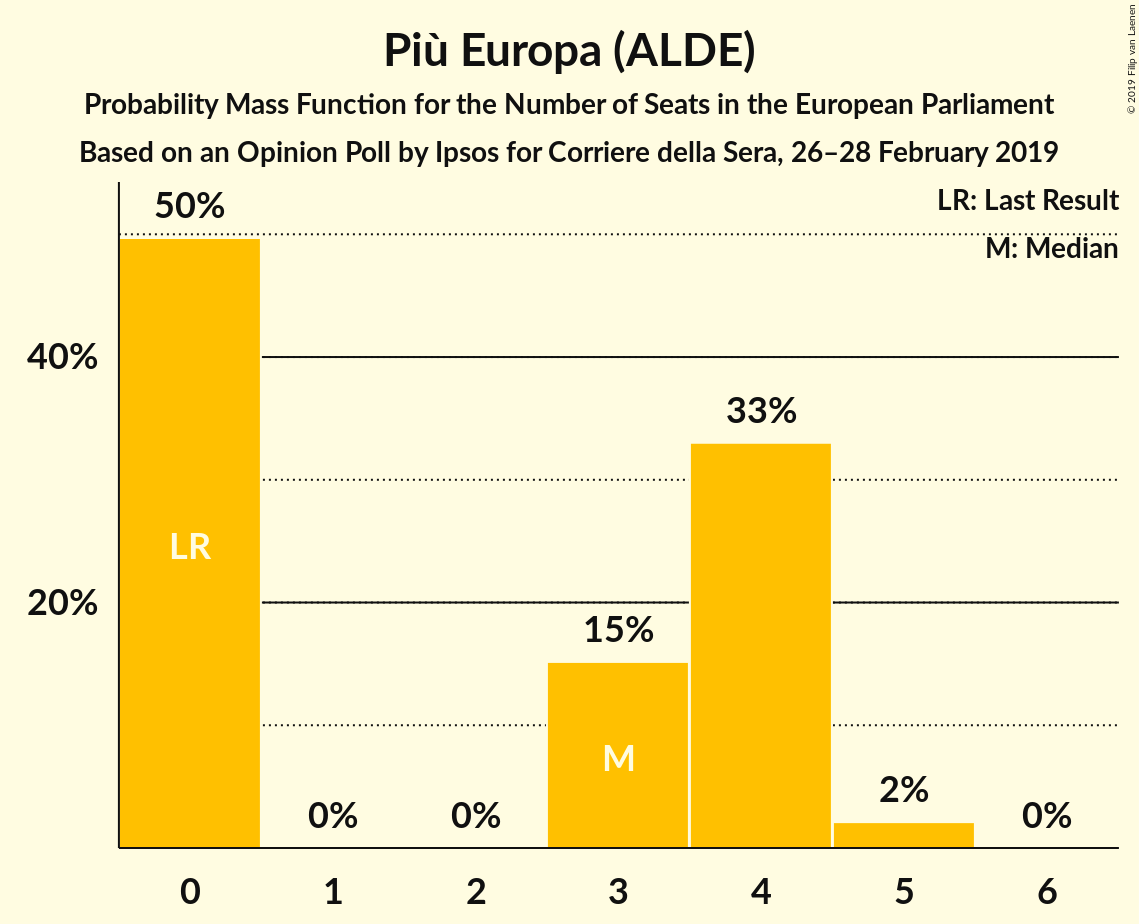 Più Europa (ALDE)
Probability Mass Function for the Number of Seats in the European Parliament
Based on an Opinion Poll by Ipsos for Corriere della Sera, 26–28 February 2019
© 2019 Filip van Laenen
LR: Last Result
M: Median
50%
40%
33%
LR
20%
15%
M
2%
0%
0%
0%
0 1 2 3 4 5 6